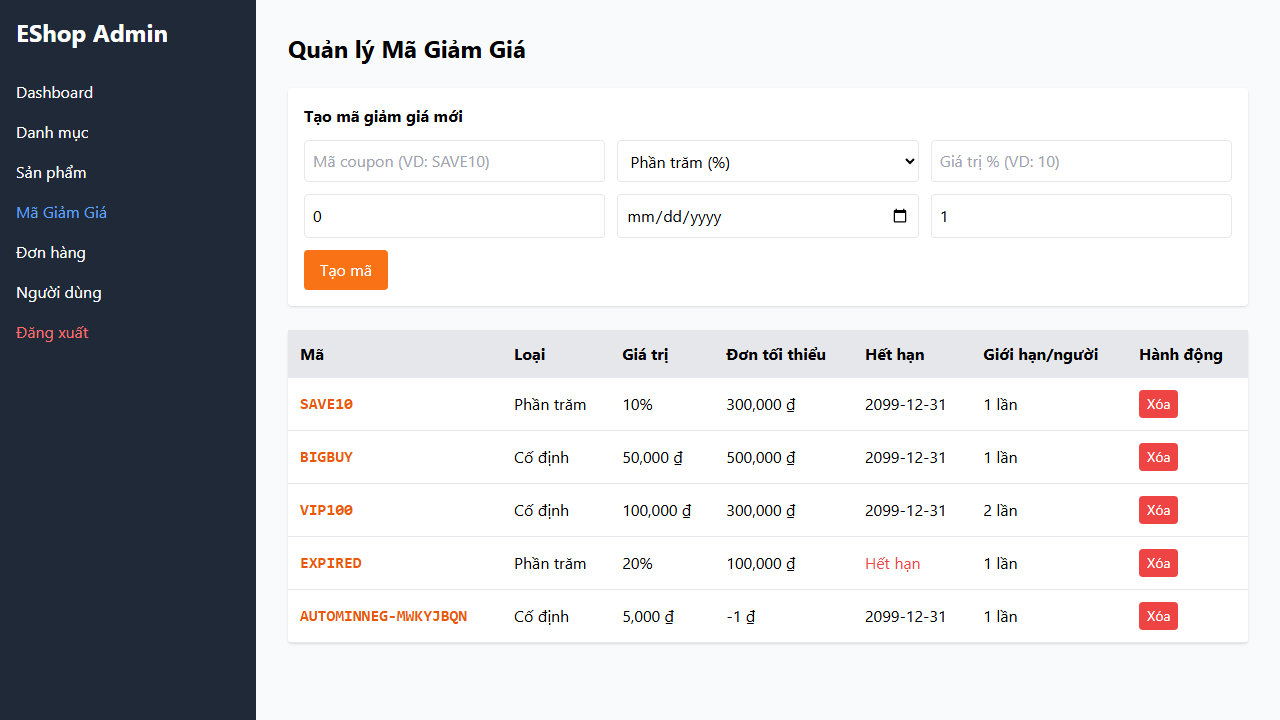 EShop Admin
Dashboard
Danh mục
Sản phẩm
Mã Giảm Giá
Đơn hàng
Người dùng
Đăng xuất
Quản lý Mã Giảm Giá
Tạo mã giảm giá mới
Mã coupon (VD: SAVE10) Phần trăm (%) Giá trị % (VD: 10)
0 mm/dd/yyyy 1
Tạo mã
Mã Loại Giá trị Đơn tối thiểu Hết hạn Giới hạn/người Hành động
SAVE10 Phần trăm 10% 300,000 ₫ 2099-12-31 1 lần Xóa
BIGBUY Cố định 50,000 ₫ 500,000 ₫ 2099-12-31 1 lần Xóa
VIP100 Cố định 100,000 ₫ 300,000 ₫ 2099-12-31 2 lần Xóa
EXPIRED Phần trăm 20% 100,000 ₫ Hết hạn 1 lần Xóa
AUTOMINNEG-MWKYJBQN Cố định 5,000 ₫ -1 ₫ 2099-12-31 1 lần Xóa